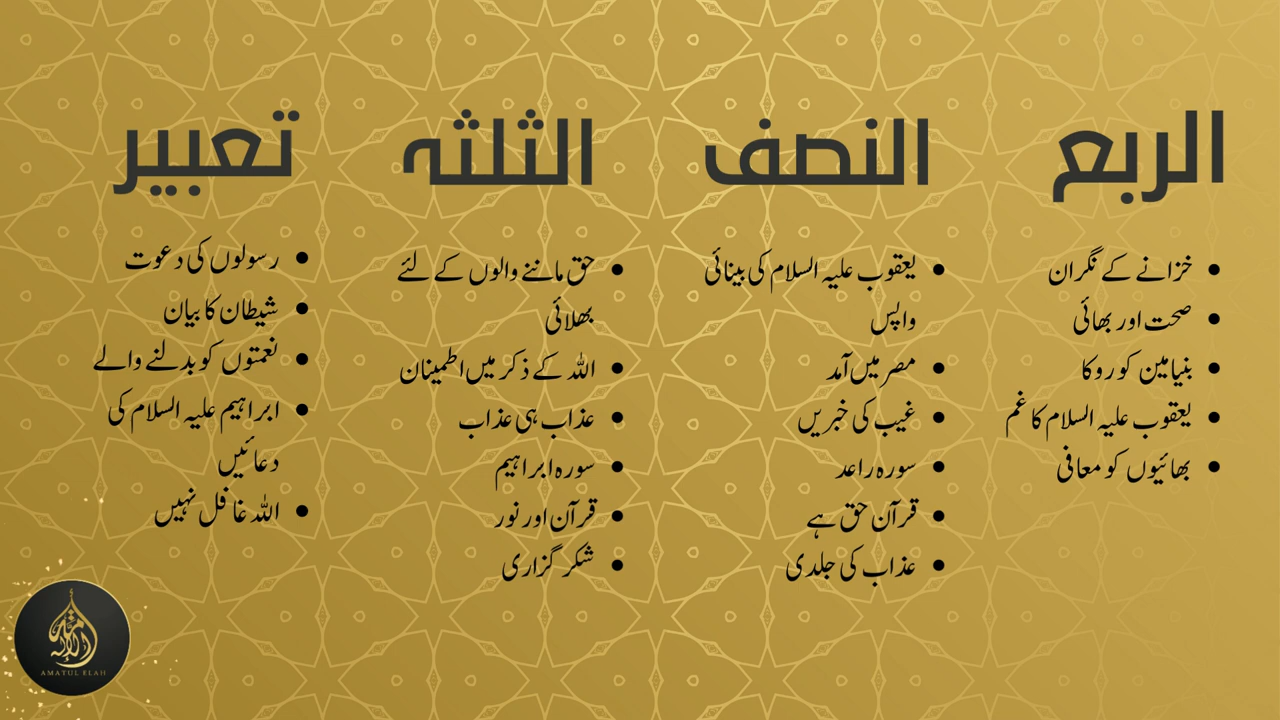 الربع
خزانے کے نگران
صحت اور بھائی
بنیامین کو روکا
یعقوب علیہ السلام کا غم
بھائیوں کو معافی
النصف
یعقوب علیہ السلام کی بینائی
واپس
مصر میں آمد
غیب کی خبریں
سورہ راعد
قرآن حق ہے
عذاب کی جلدی
الثلثہ
حق ماننے والوں کے لئے
بھلائی
اللہ کے ذکر میں اطمینان
عذاب ہی عذاب
سورہ ابراہیم
قرآن اور نور
شکر گزاری
تعبیر
رسولوں کی دعوت
شیطان کا بیان
نعمتوں کو بدلنے والے
ابراہیم علیہ السلام کی
دعائیں
اللہ غافل نہیں
AMATUL ELAH